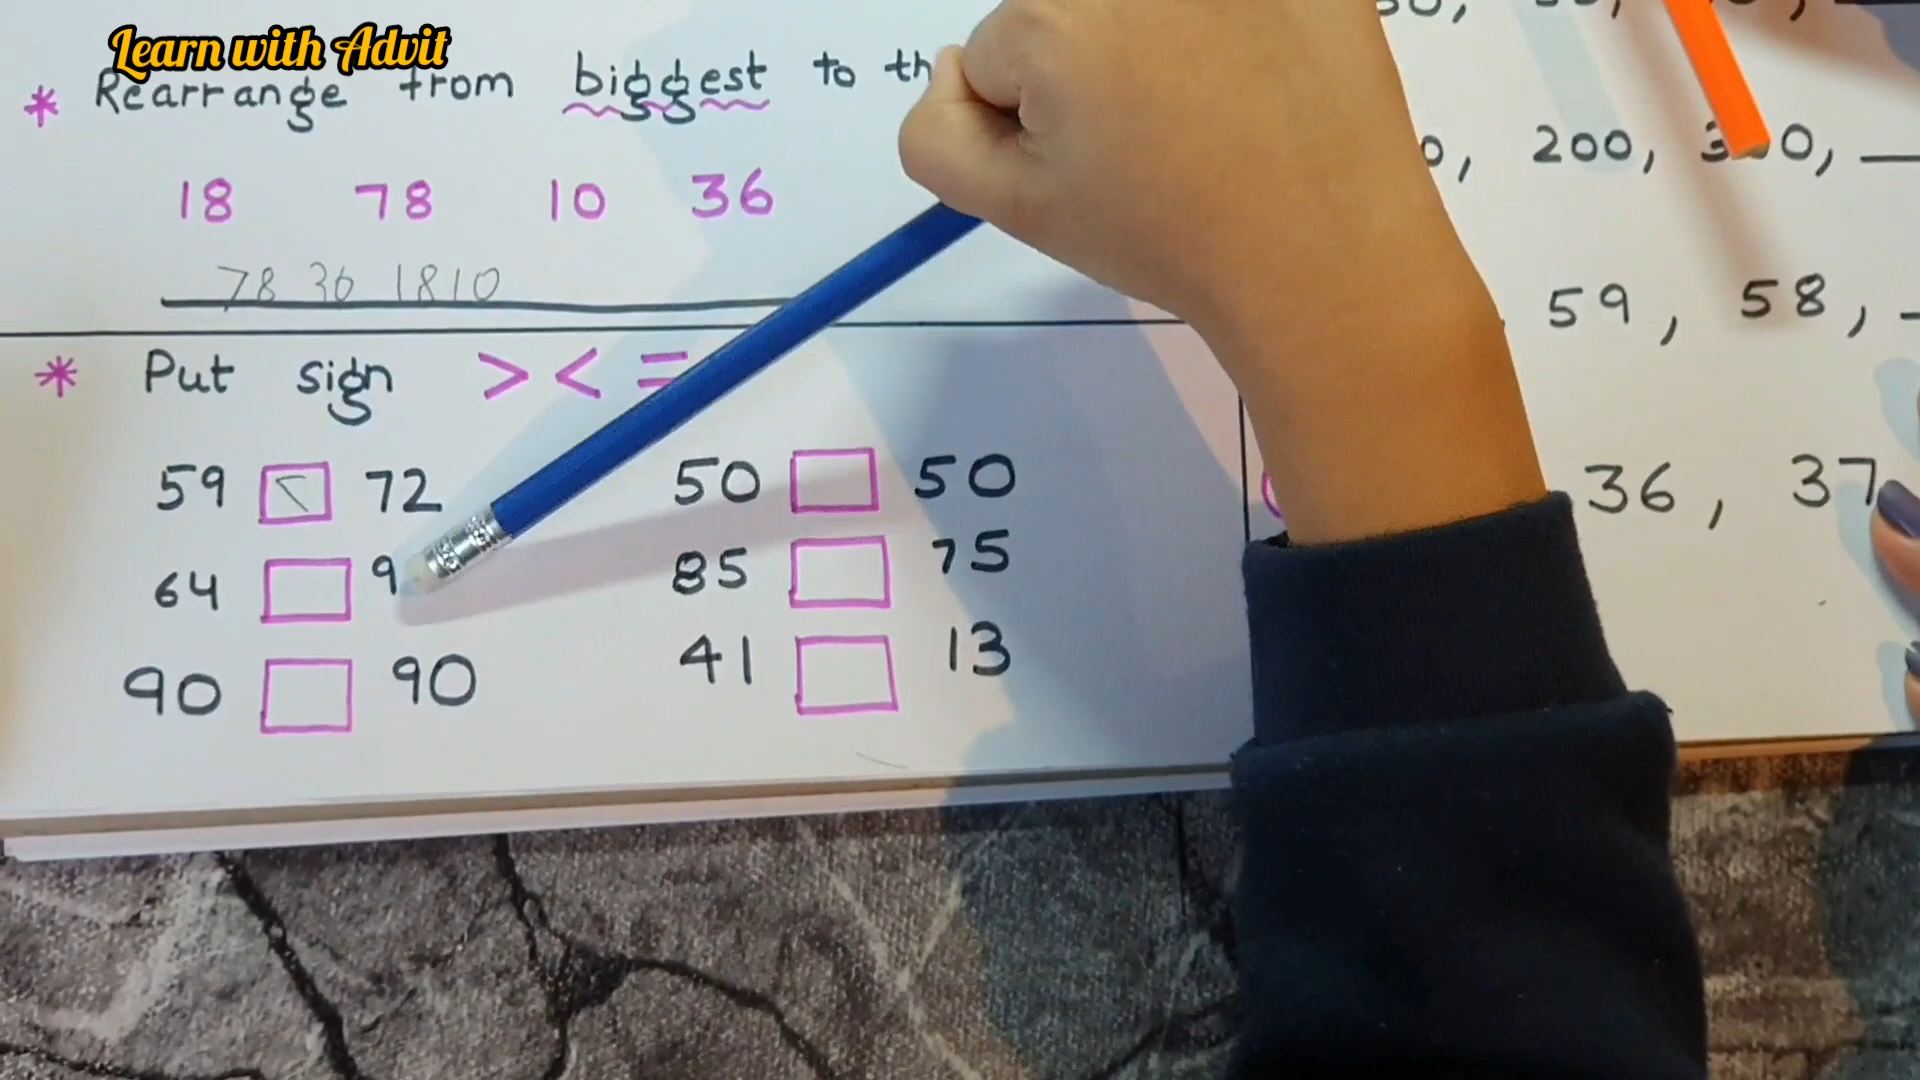 Learn with Advit
* Rearrange from biggest to th
18 78 10 36
78 36 18 10
* Put sign > < =
59 < 72
64 9
90 90
50 50
85 75
41 13
200, 300,
59, 58,
36, 37